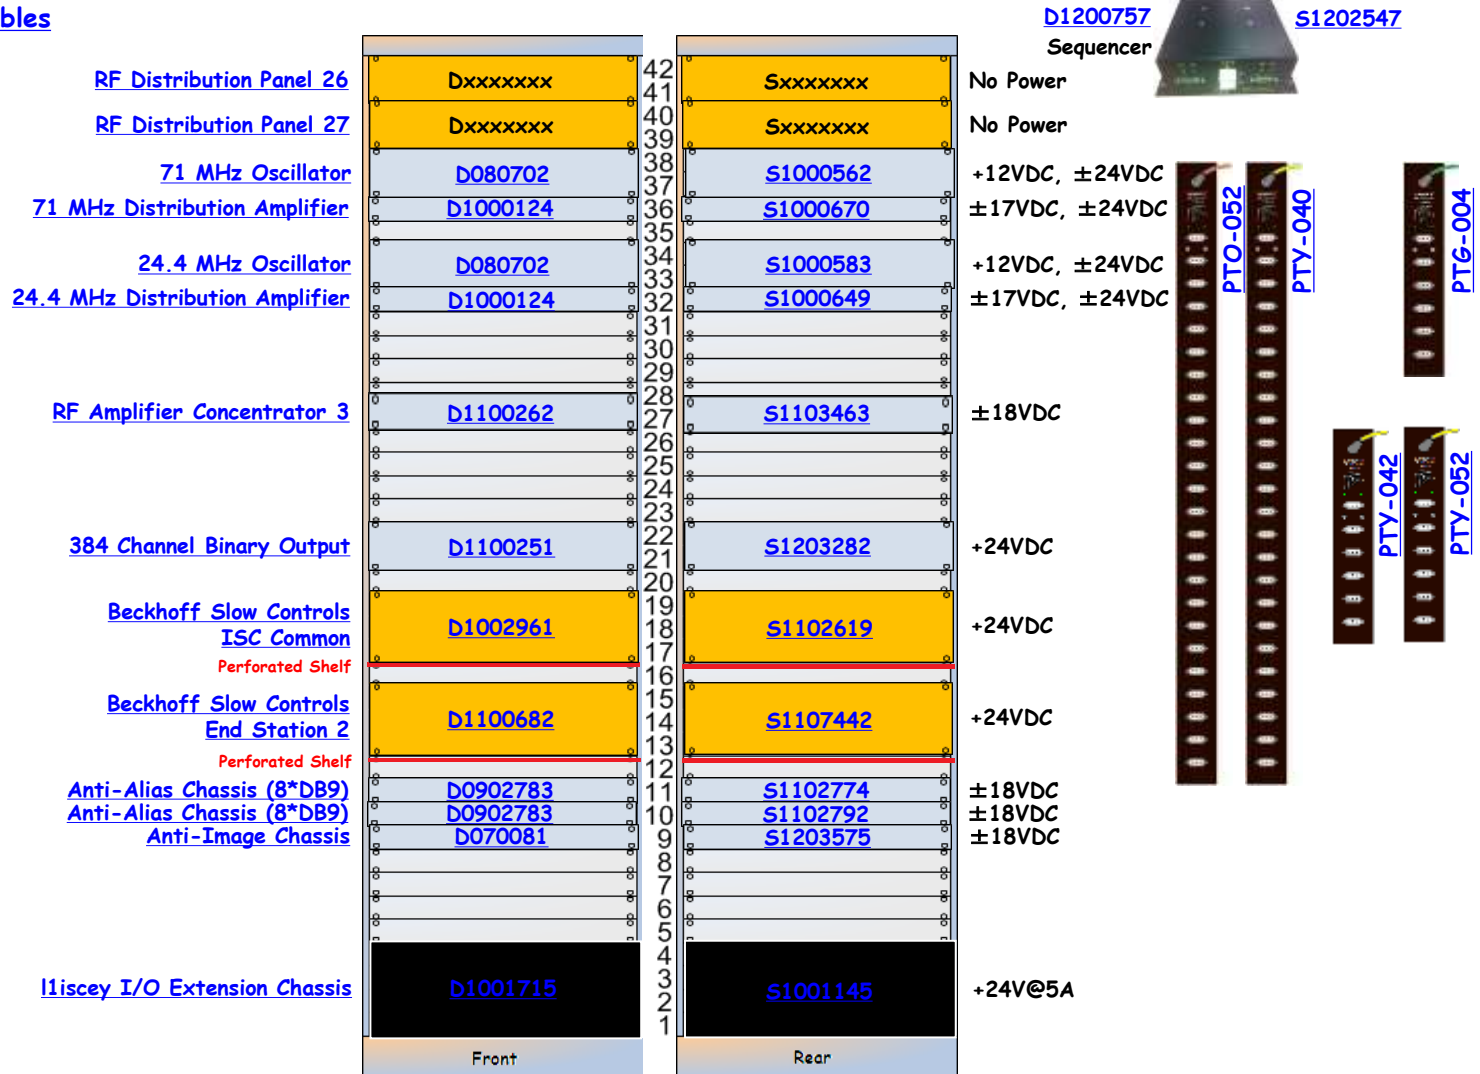 bles
D1200757
S1202547
Sequencer
RF Distribution Panel 26 Dxxxxxxx 42 41 Sxxxxxxx No Power
RF Distribution Panel 27 Dxxxxxxx 40 39 Sxxxxxxx No Power
71 MHz Oscillator D080702 38 37 S1000562 +12VDC, ±24VDC
71 MHz Distribution Amplifier D1000124 36 S1000670 ±17VDC, ±24VDC
35
24.4 MHz Oscillator D080702 34 33 S1000583 +12VDC, ±24VDC
24.4 MHz Distribution Amplifier D1000124 32 S1000649 ±17VDC, ±24VDC
31
30
29
RF Amplifier Concentrator 3 D1100262 28 27 S1103463 ±18VDC
26
25
24
23
384 Channel Binary Output D1100251 22 21 S1203282 +24VDC
20
Beckhoff Slow Controls
ISC Common D1002961 19 18 17 S1102619 +24VDC
Perforated Shelf
16
Beckhoff Slow Controls
End Station 2 D1100682 15 14 13 S1107442 +24VDC
Perforated Shelf
12
Anti-Alias Chassis (8*DB9) D0902783 11 S1102774 ±18VDC
Anti-Alias Chassis (8*DB9) D0902783 10 S1102792 ±18VDC
Anti-Image Chassis D070081 9 S1203575 ±18VDC
8
7
6
5
l1iscey I/O Extension Chassis D1001715 4 3 2 1 S1001145 +24V@5A
Front
Rear
PTO-052
PTY-040
PTG-004
PTY-042
PTY-052